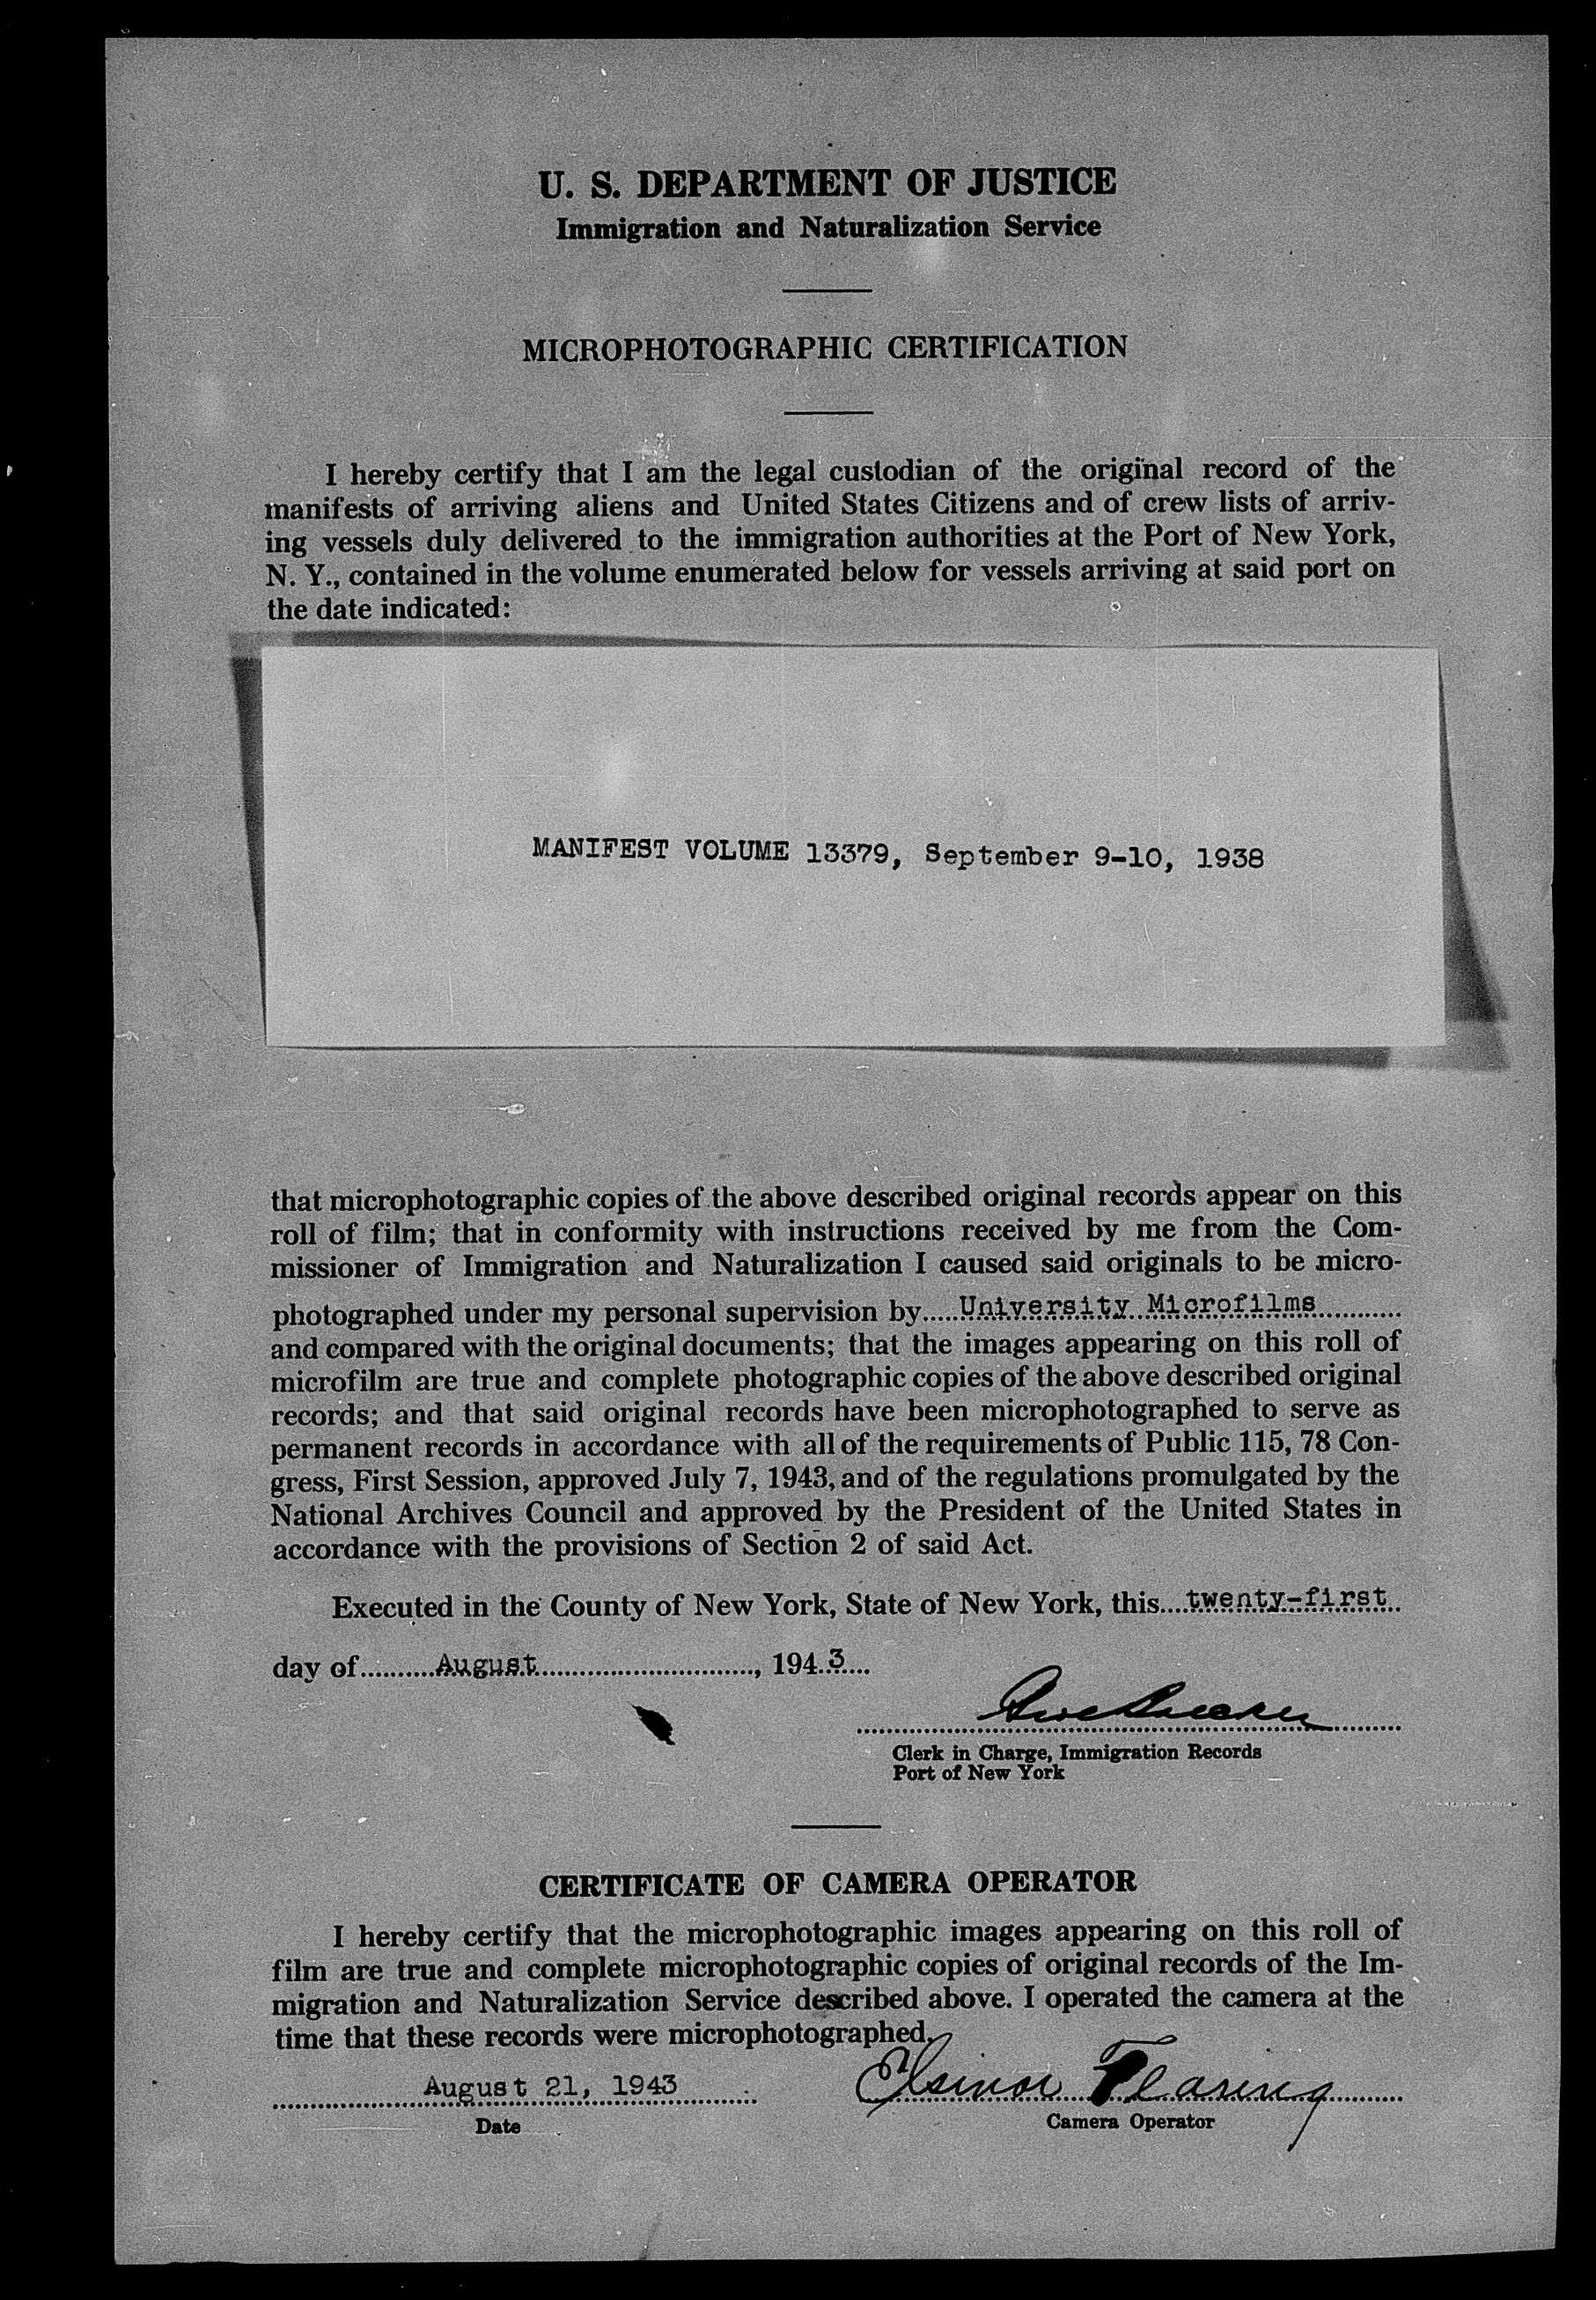 U. S. DEPARTMENT OF JUSTICE
Immigration and Naturalization Service
MICROPHOTOGRAPHIC CERTIFICATION
I hereby certify that I am the legal custodian of the original record of the
manifests of arriving aliens and United States Citizens and of crew lists of arriv-
ing vessels duly delivered to the immigration authorities at the Port of New York,
N. Y., contained in the volume enumerated below for vessels arriving at said port on
the date indicated:
MANIFEST VOLUME 13379, September 9-10, 1938
that microphotographic copies of the above described original records appear on this
roll of film; that in conformity with instructions received by me from the Com-
missioner of Immigration and Naturalization I caused said originals to be micro-
photographed under my personal supervision by.....University Microfilms...........
and compared with the original documents; that the images appearing on this roll of
microfilm are true and complete photographic copies of the above described original
records; and that said original records have been microphotographed to serve as
permanent records in accordance with all of the requirements of Public 115, 78 Con-
gress, First Session, approved July 7, 1943, and of the regulations promulgated by the
National Archives Council and approved by the President of the United States in
accordance with the provisions of Section 2 of said Act.
Executed in the County of New York, State of New York, this....twenty-first..
day of..........August............................., 194..3....
Clerk in Charge, Immigration Records
Port of New York
CERTIFICATE OF CAMERA OPERATOR
I hereby certify that the microphotographic images appearing on this roll of
film are true and complete microphotographic copies of original records of the Im-
migration and Naturalization Service described above. I operated the camera at the
time that these records were microphotographed.
August 21, 1943
Date
Camera Operator